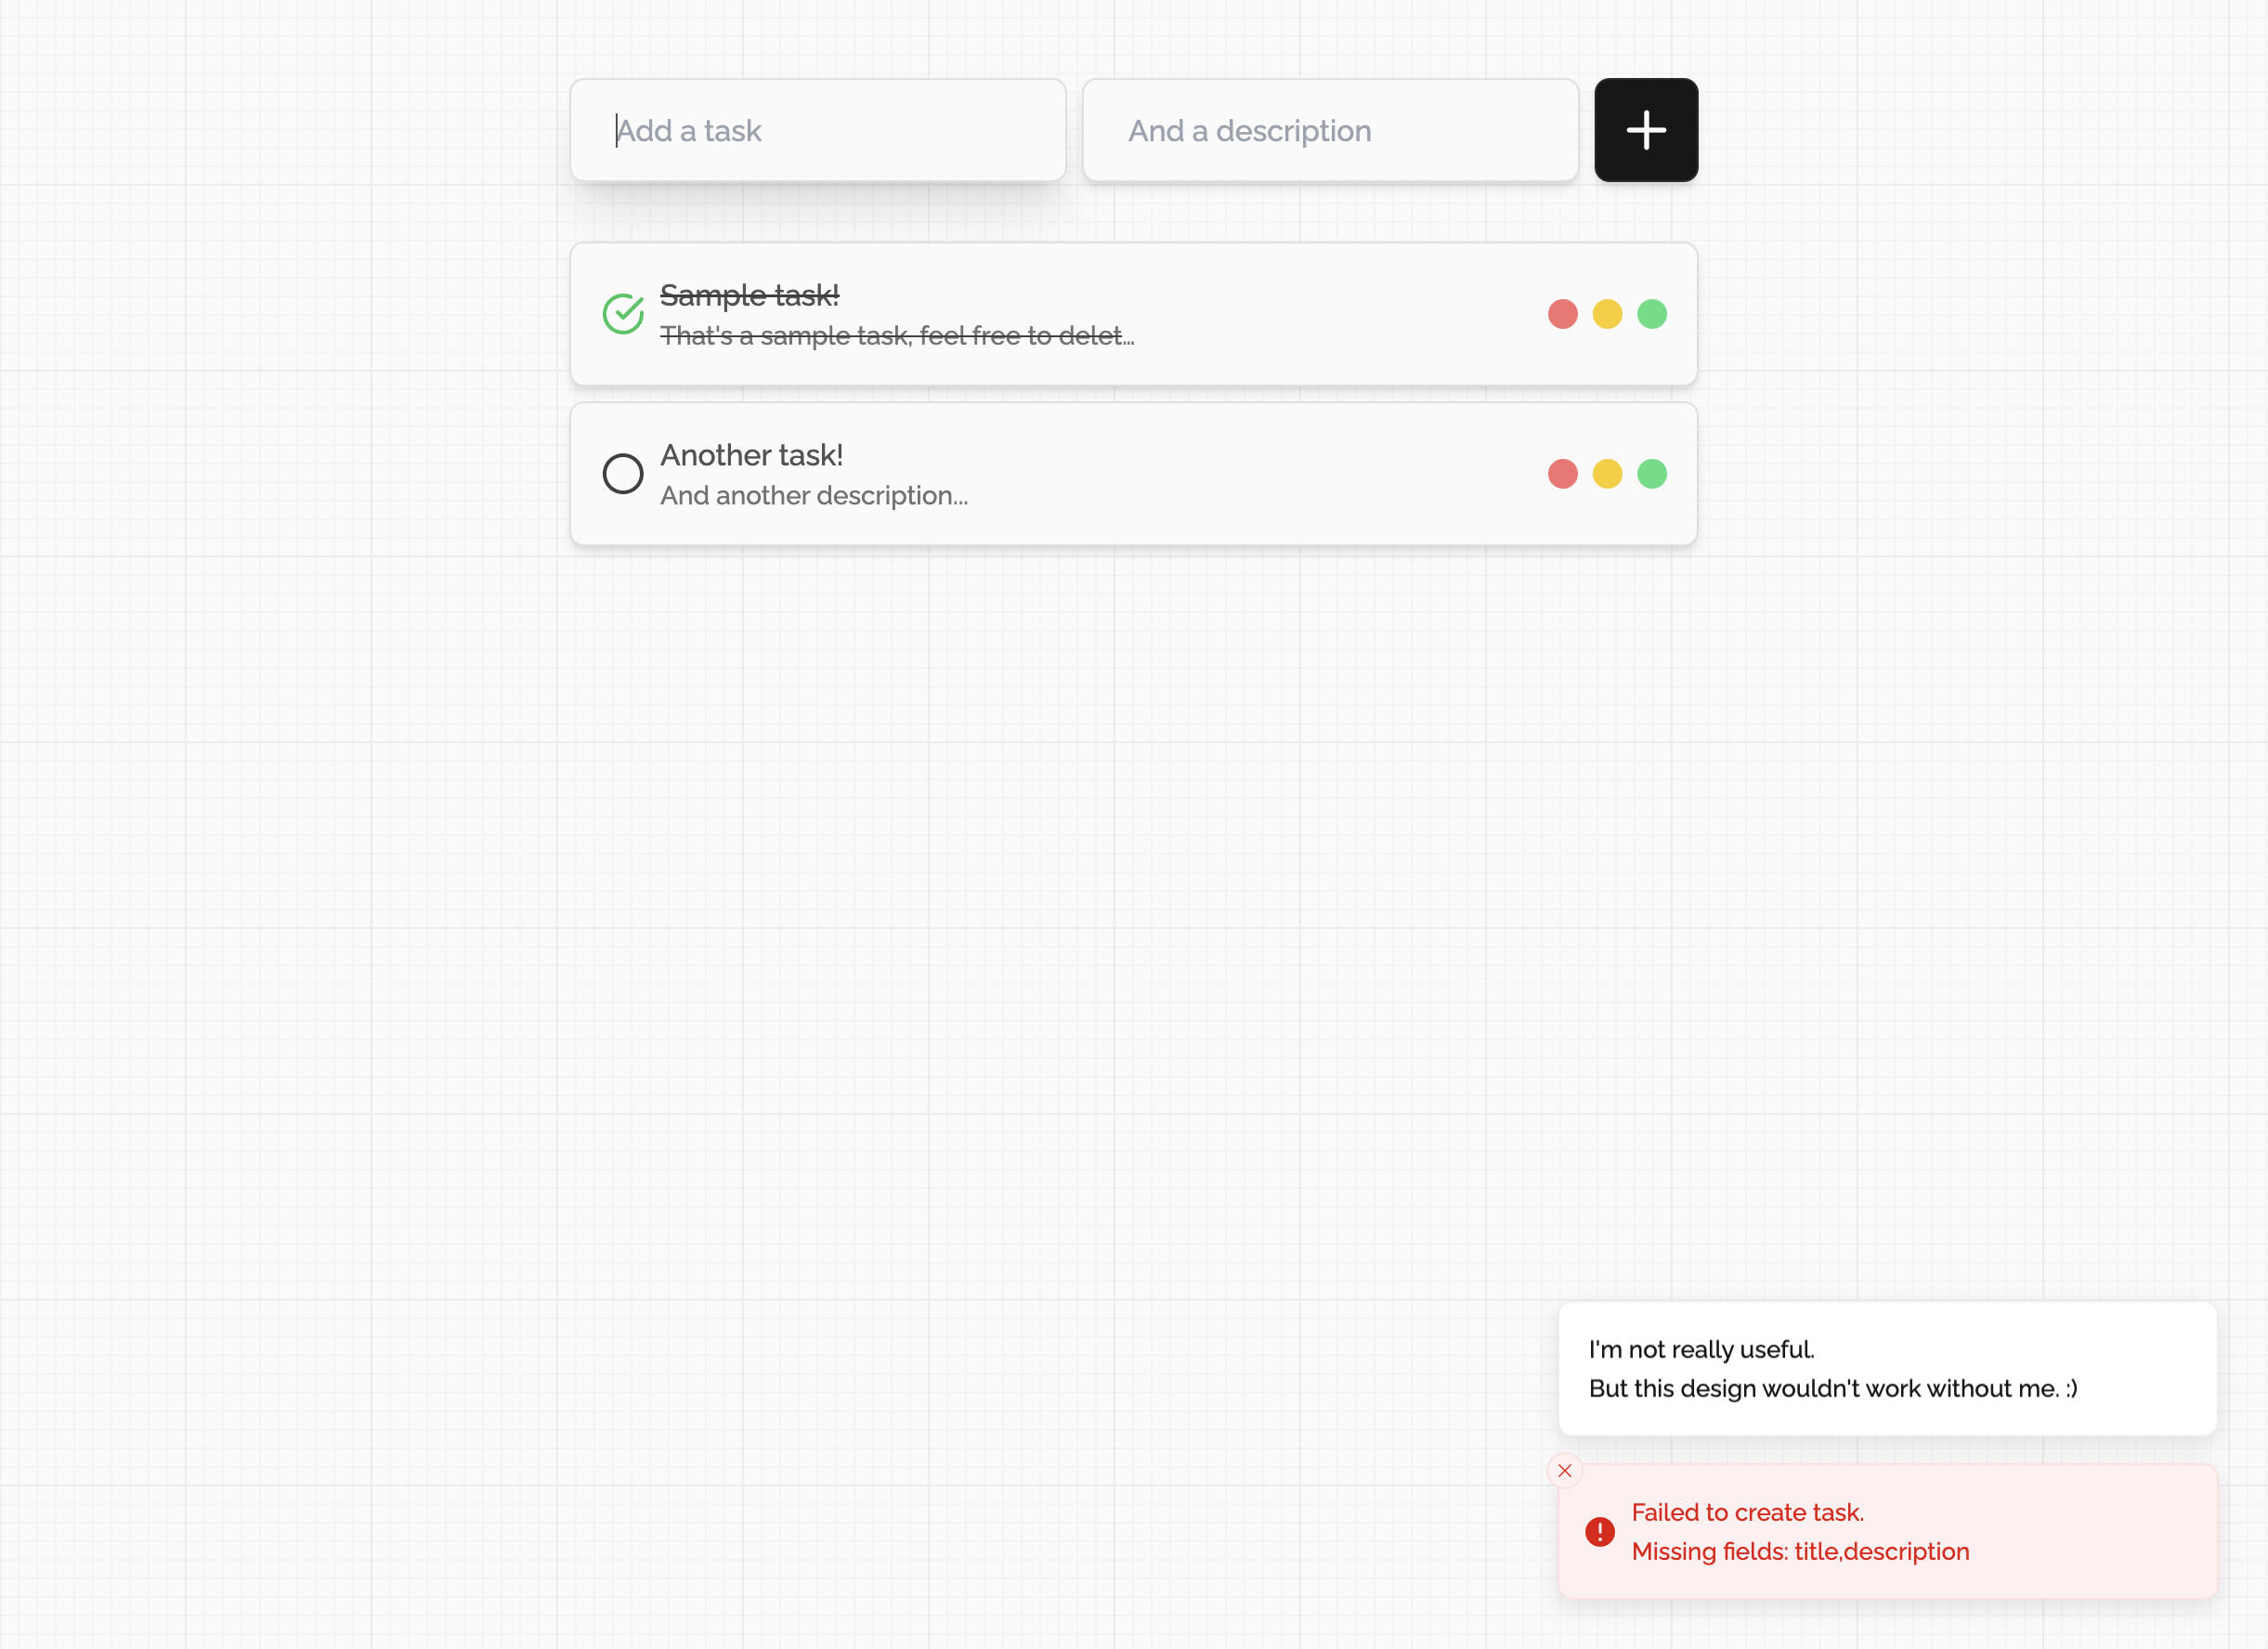 Add a task
And a description
Sample task!
That's a sample task, feel free to delet...
Another task!
And another description...
I'm not really useful.
But this design wouldn't work without me. :)
Failed to create task.
Missing fields: title,description